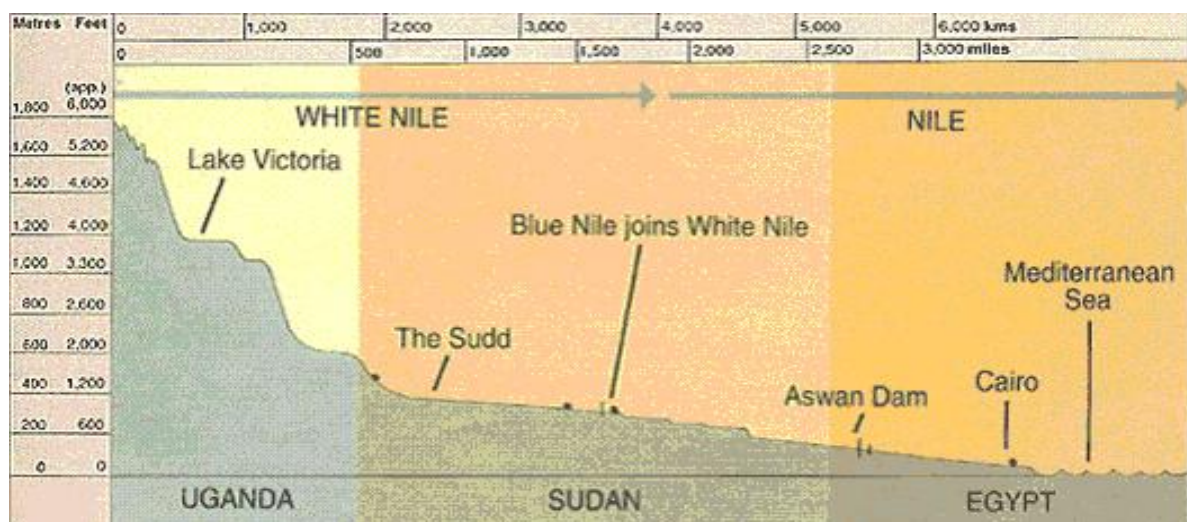 Metres Feet 0 1,000 2,000 3,000 4,000 5,000 6,000 kms
0 500 1,000 1,500 2,000 2,500 3,000 miles
(app.)
1,800 6,000
WHITE NILE
NILE
1,600 5,200
Lake Victoria
1,400 4,600
1,200 4,000
Blue Nile joins White Nile
1,000 3,300
Mediterranean
Sea
800 2,600
600 2,000
The Sudd
400 1,200
Aswan Dam
Cairo
200 600
0 0
UGANDA
SUDAN
EGYPT